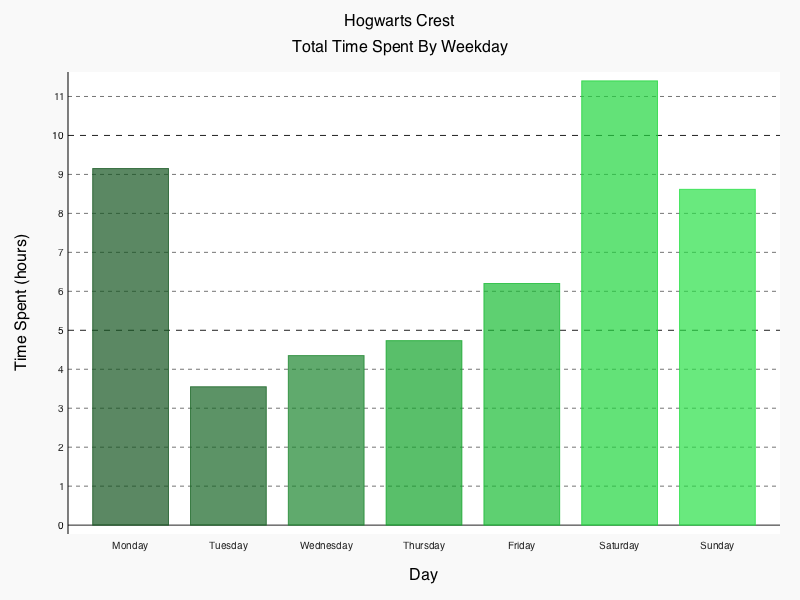 Hogwarts Crest
Total Time Spent By Weekday
Time Spent (hours)
11
10
9
8
7
6
5
4
3
2
1
0
Monday Tuesday Wednesday Thursday Friday Saturday Sunday
Day